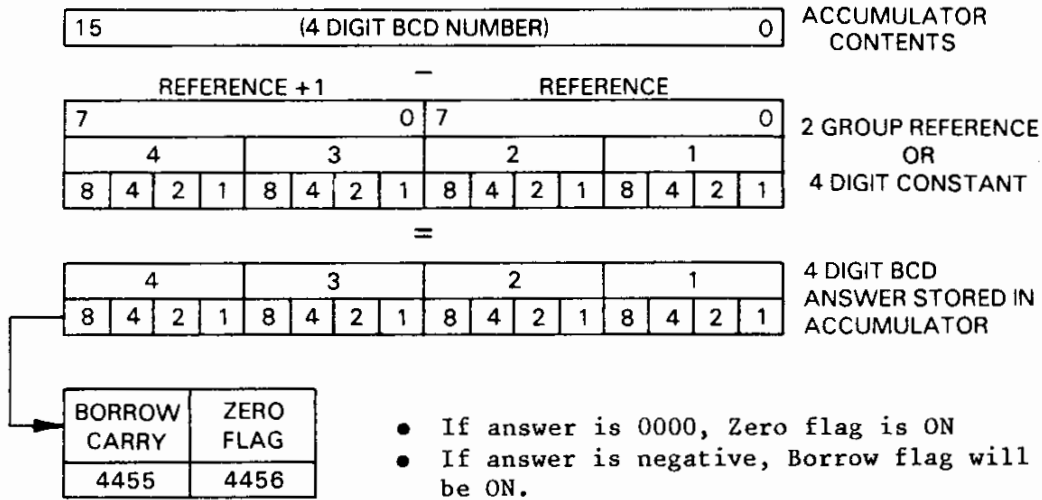 15 (4 DIGIT BCD NUMBER) 0
ACCUMULATOR
CONTENTS
−
REFERENCE +1 REFERENCE
7 0 7 0
4 3 2 1
8 4 2 1 8 4 2 1 8 4 2 1 8 4 2 1
2 GROUP REFERENCE
OR
4 DIGIT CONSTANT
=
4 3 2 1
8 4 2 1 8 4 2 1 8 4 2 1 8 4 2 1
4 DIGIT BCD
ANSWER STORED IN
ACCUMULATOR
BORROW
CARRY
ZERO
FLAG
4455 4456
● If answer is 0000, Zero flag is ON
● If answer is negative, Borrow flag will
be ON.